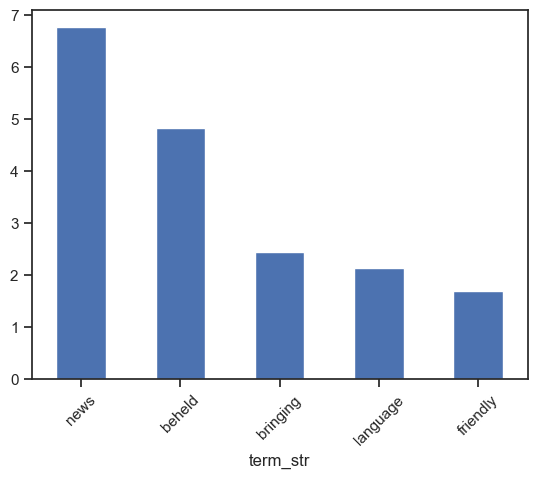 7
6
5
4
3
2
1
0
news
beheld
bringing
language
friendly
term_str